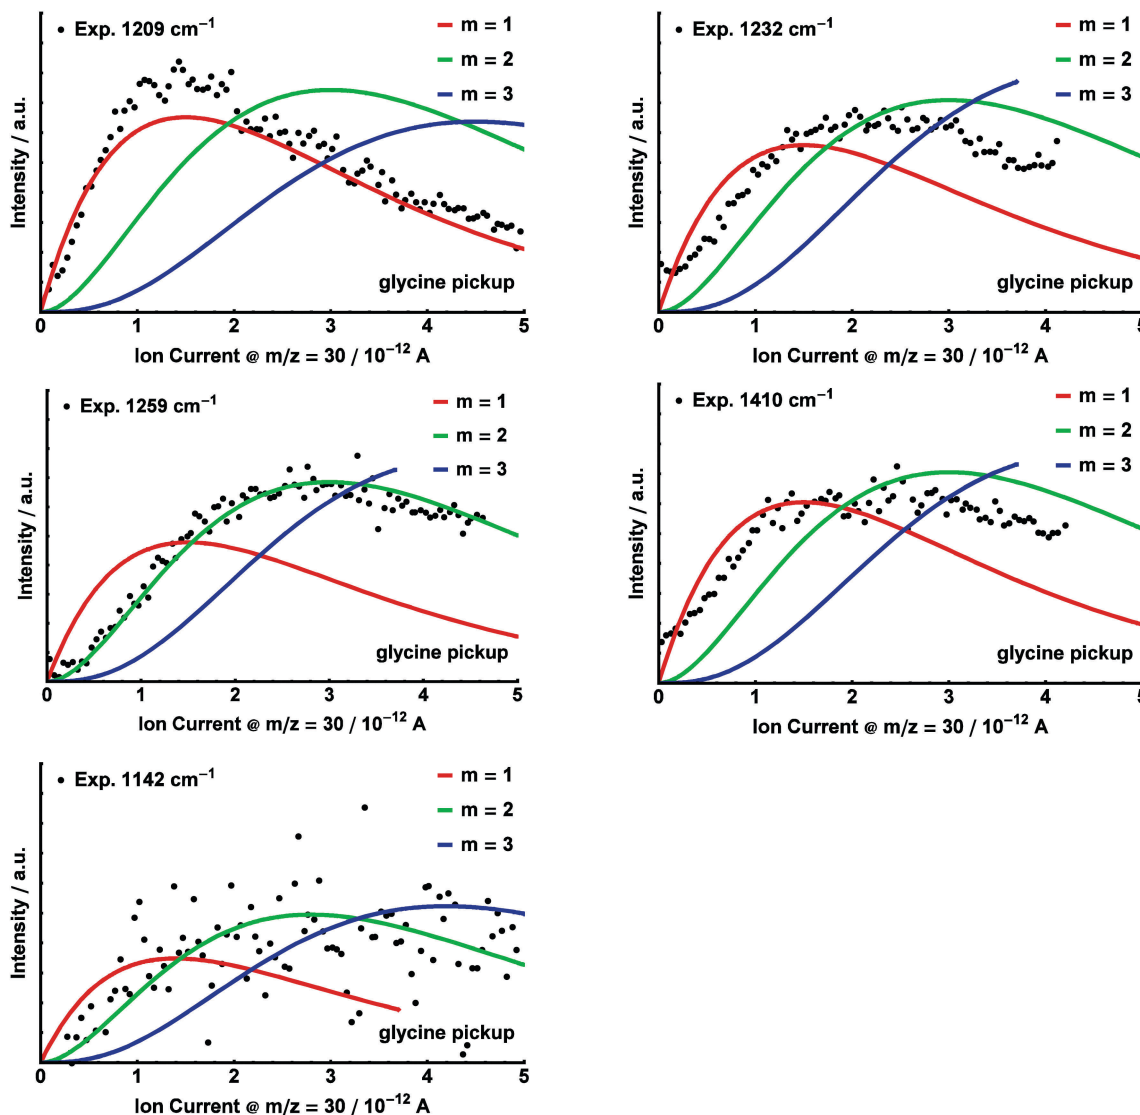 • Exp. 1209 cm⁻¹
m = 1
m = 2
m = 3
Intensity / a.u.
glycine pickup
0 1 2 3 4 5
Ion Current @ m/z = 30 / 10⁻¹² A
• Exp. 1232 cm⁻¹
m = 1
m = 2
m = 3
Intensity / a.u.
glycine pickup
0 1 2 3 4 5
Ion Current @ m/z = 30 / 10⁻¹² A
• Exp. 1259 cm⁻¹
m = 1
m = 2
m = 3
Intensity / a.u.
glycine pickup
0 1 2 3 4 5
Ion Current @ m/z = 30 / 10⁻¹² A
• Exp. 1410 cm⁻¹
m = 1
m = 2
m = 3
Intensity / a.u.
glycine pickup
0 1 2 3 4 5
Ion Current @ m/z = 30 / 10⁻¹² A
• Exp. 1142 cm⁻¹
m = 1
m = 2
m = 3
Intensity / a.u.
glycine pickup
0 1 2 3 4 5
Ion Current @ m/z = 30 / 10⁻¹² A